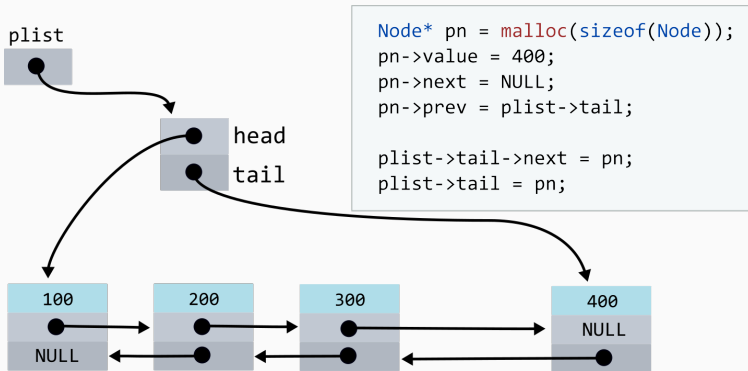 plist
Node* pn = malloc(sizeof(Node));
pn->value = 400;
pn->next = NULL;
pn->prev = plist->tail;
plist->tail->next = pn;
plist->tail = pn;
head
tail
100
200
300
400
NULL
NULL